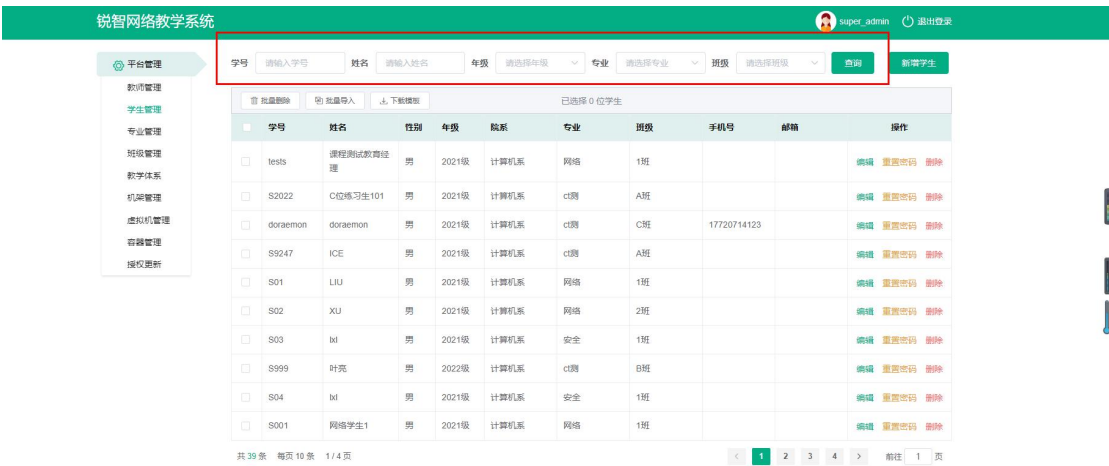 锐智网络教学系统 super_admin 退出登录
平台管理
教师管理
学生管理
专业管理
班级管理
教学体系
机架管理
虚拟机管理
容器管理
授权更新
学号 请输入学号 姓名 请输入姓名 年级 请选择年级 专业 请选择专业 班级 请选择班级 查询 新增学生
批量删除 批量导入 下载模板 已选择 0 位学生
学号 姓名 性别 年级 院系 专业 班级 手机号 邮箱 操作
tests 课程测试教育经理 男 2021级 计算机系 网络 1班 编辑 重置密码 删除
S2022 C位练习生101 男 2021级 计算机系 ct测 A班 编辑 重置密码 删除
doraemon doraemon 男 2021级 计算机系 ct测 C班 17720714123 编辑 重置密码 删除
S9247 ICE 男 2021级 计算机系 ct测 A班 编辑 重置密码 删除
S01 LIU 男 2021级 计算机系 网络 1班 编辑 重置密码 删除
S02 XU 男 2021级 计算机系 网络 2班 编辑 重置密码 删除
S03 lxl 男 2021级 计算机系 安全 1班 编辑 重置密码 删除
S999 叶亮 男 2022级 计算机系 ct测 B班 编辑 重置密码 删除
S04 lxl 男 2021级 计算机系 安全 1班 编辑 重置密码 删除
S001 网络学生1 男 2021级 计算机系 网络 1班 编辑 重置密码 删除
共 39 条 每页 10 条 1 / 4 页 < 1 2 3 4 > 前往 1 页